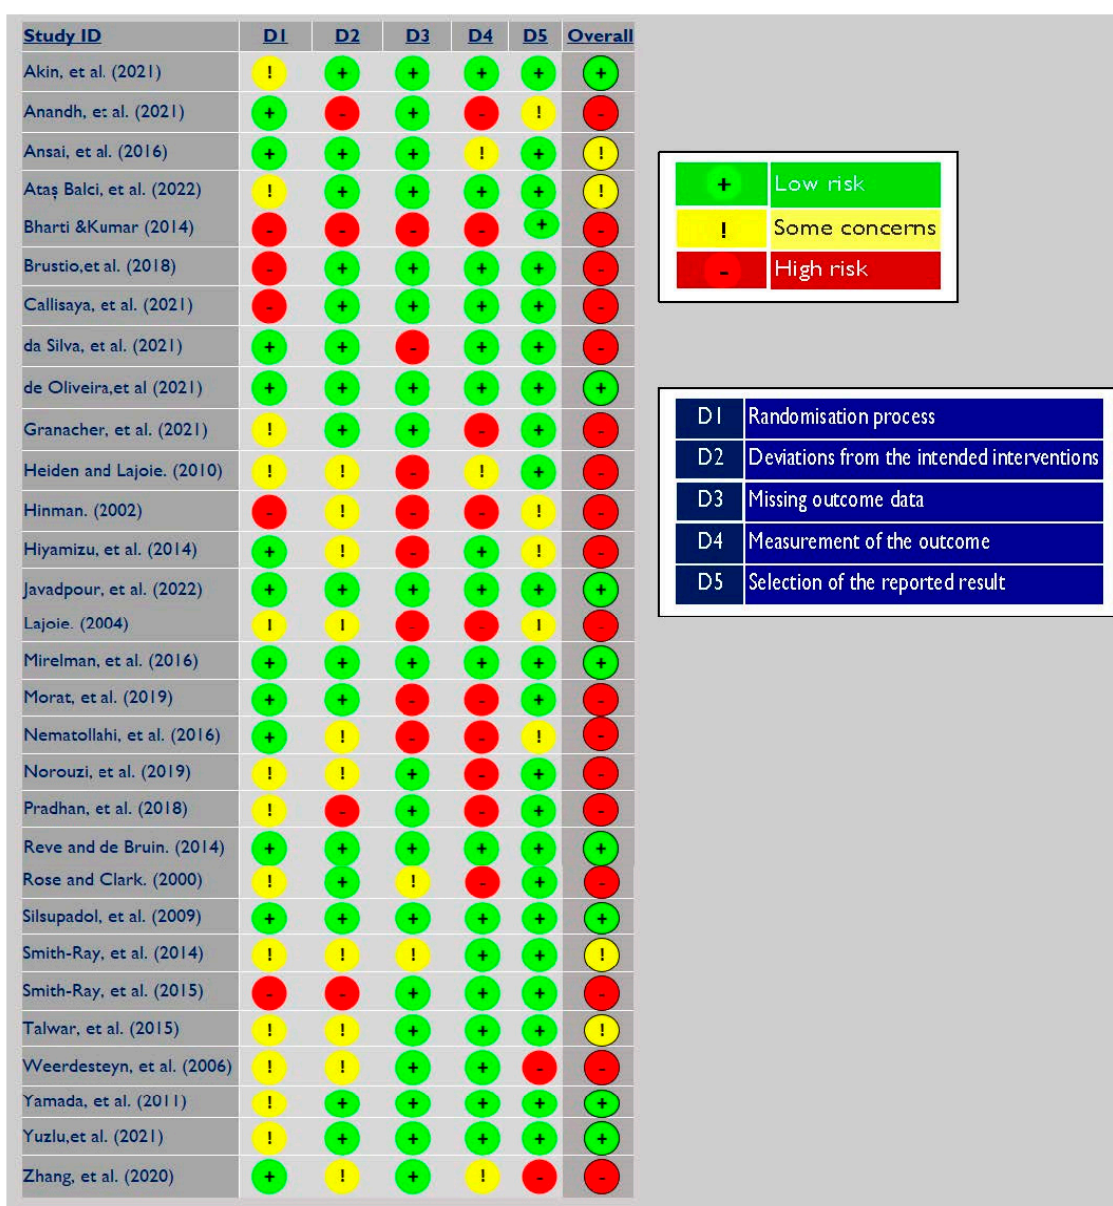 Study ID D1 D2 D3 D4 D5 Overall
Akin, et al. (2021) ! + + + + +
Anandh, et al. (2021) + - + - ! -
Ansai, et al. (2016) + + + ! + !
Ataş Balci, et al. (2022) ! + + + + !
Bharti &Kumar (2014) - - - - + -
Brustio,et al. (2018) - + + + + -
Callisaya, et al. (2021) - + + + + -
da Silva, et al. (2021) + + - + + -
de Oliveira,et al (2021) + + + + + +
Granacher, et al. (2021) ! + + - + -
Heiden and Lajoie. (2010) ! ! - ! + -
Hinman. (2002) - ! - - ! -
Hiyamizu, et al. (2014) + ! - + ! -
Javadpour, et al. (2022) + + + + + +
Lajoie. (2004) ! ! - - ! -
Mirelman, et al. (2016) + + + + + +
Morat, et al. (2019) + + - - + -
Nematollahi, et al. (2016) + ! - - ! -
Norouzi, et al. (2019) ! ! + - + -
Pradhan, et al. (2018) ! - + - + -
Reve and de Bruin. (2014) + + + + + +
Rose and Clark. (2000) ! + ! - + -
Silsupadol, et al. (2009) + + + + + +
Smith-Ray, et al. (2014) ! ! ! + + !
Smith-Ray, et al. (2015) - - + + + -
Talwar, et al. (2015) ! ! + + + !
Weerdesteyn, et al. (2006) ! ! + + - -
Yamada, et al. (2011) ! + + + + +
Yuzlu,et al. (2021) ! + + + + +
Zhang, et al. (2020) + ! + ! - -
+ Low risk
! Some concerns
- High risk
D1 Randomisation process
D2 Deviations from the intended interventions
D3 Missing outcome data
D4 Measurement of the outcome
D5 Selection of the reported result